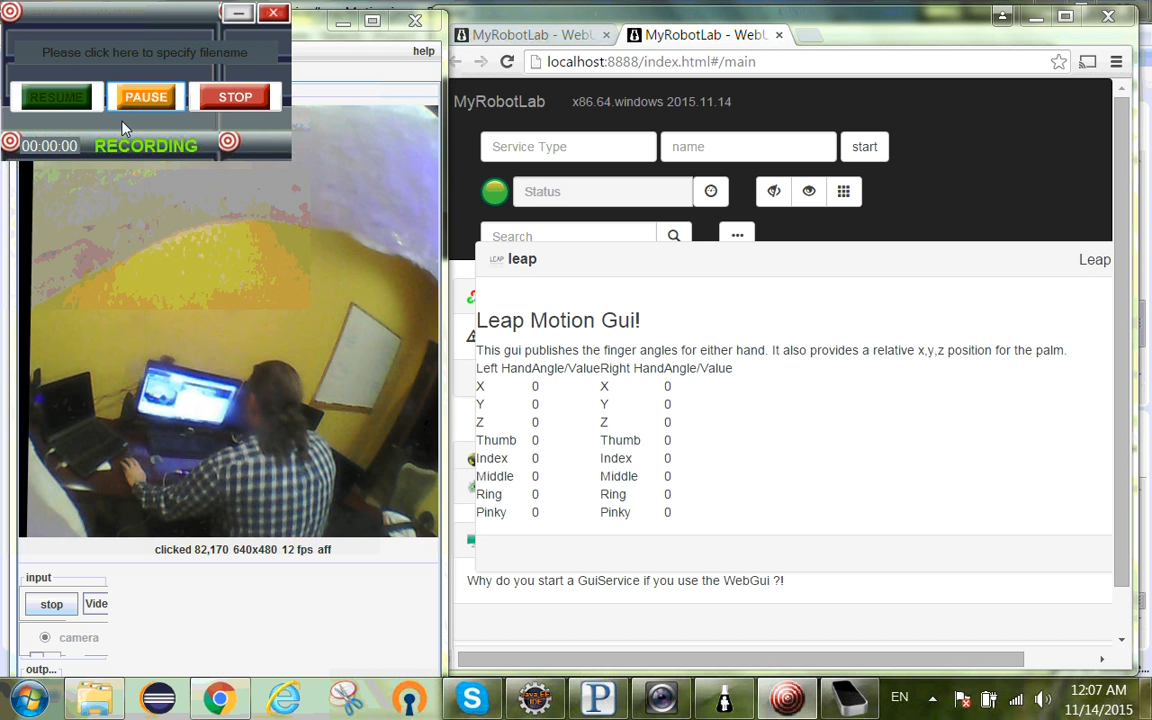 Please click here to specify filename
RESUME
PAUSE
STOP
00:00:00
RECORDING
help
clicked 82,170 640x480 12 fps aff
input
stop
Vide
camera
outp...
MyRobotLab - WebU
MyRobotLab - WebU
localhost:8888/index.html#/main
MyRobotLab
x86.64.windows 2015.11.14
Service Type
name
start
Status
Search
LEAP
leap
Leap
Leap Motion Gui!
This gui publishes the finger angles for either hand. It also provides a relative x,y,z position for the palm.
Left HandAngle/ValueRight HandAngle/Value
X 0 X 0
Y 0 Y 0
Z 0 Z 0
Thumb 0 Thumb 0
Index 0 Index 0
Middle 0 Middle 0
Ring 0 Ring 0
Pinky 0 Pinky 0
Why do you start a GuiService if you use the WebGui ?!
Java EE
IDE
EN
12:07 AM
11/14/2015